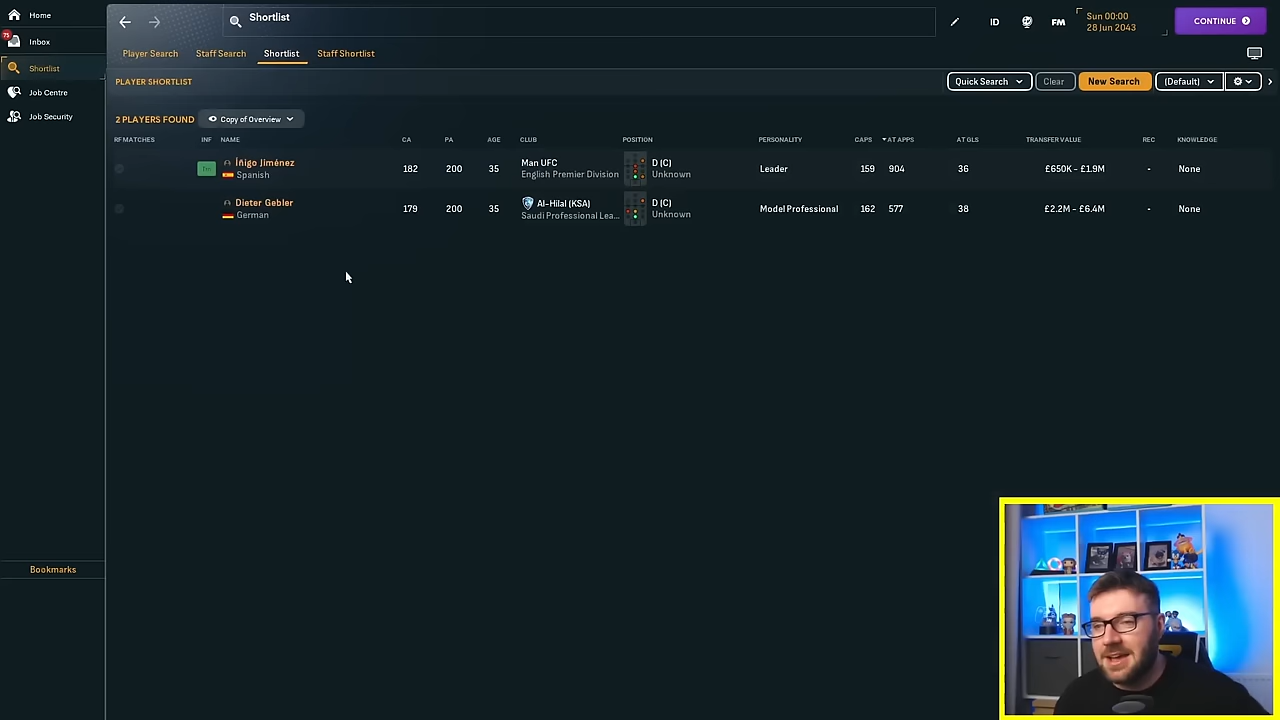 Home
75
Inbox
Shortlist
Job Centre
Job Security
Bookmarks
Shortlist
ID
FM
Sun 00:00
28 Jun 2043
CONTINUE
Player Search
Staff Search
Shortlist
Staff Shortlist
PLAYER SHORTLIST
Quick Search
Clear
New Search
(Default)
2 PLAYERS FOUND
Copy of Overview
RF MATCHES INF NAME CA PA AGE CLUB POSITION PERSONALITY CAPS AT APPS AT GLS TRANSFER VALUE REC KNOWLEDGE
Trn Íñigo Jiménez 182 200 35 Man UFC D (C) Leader 159 904 36 £650K - £1.9M - None
Spanish English Premier Division Unknown
Dieter Gebler 179 200 35 Al-Hilal (KSA) D (C) Model Professional 162 577 38 £2.2M - £6.4M - None
German Saudi Professional Lea... Unknown